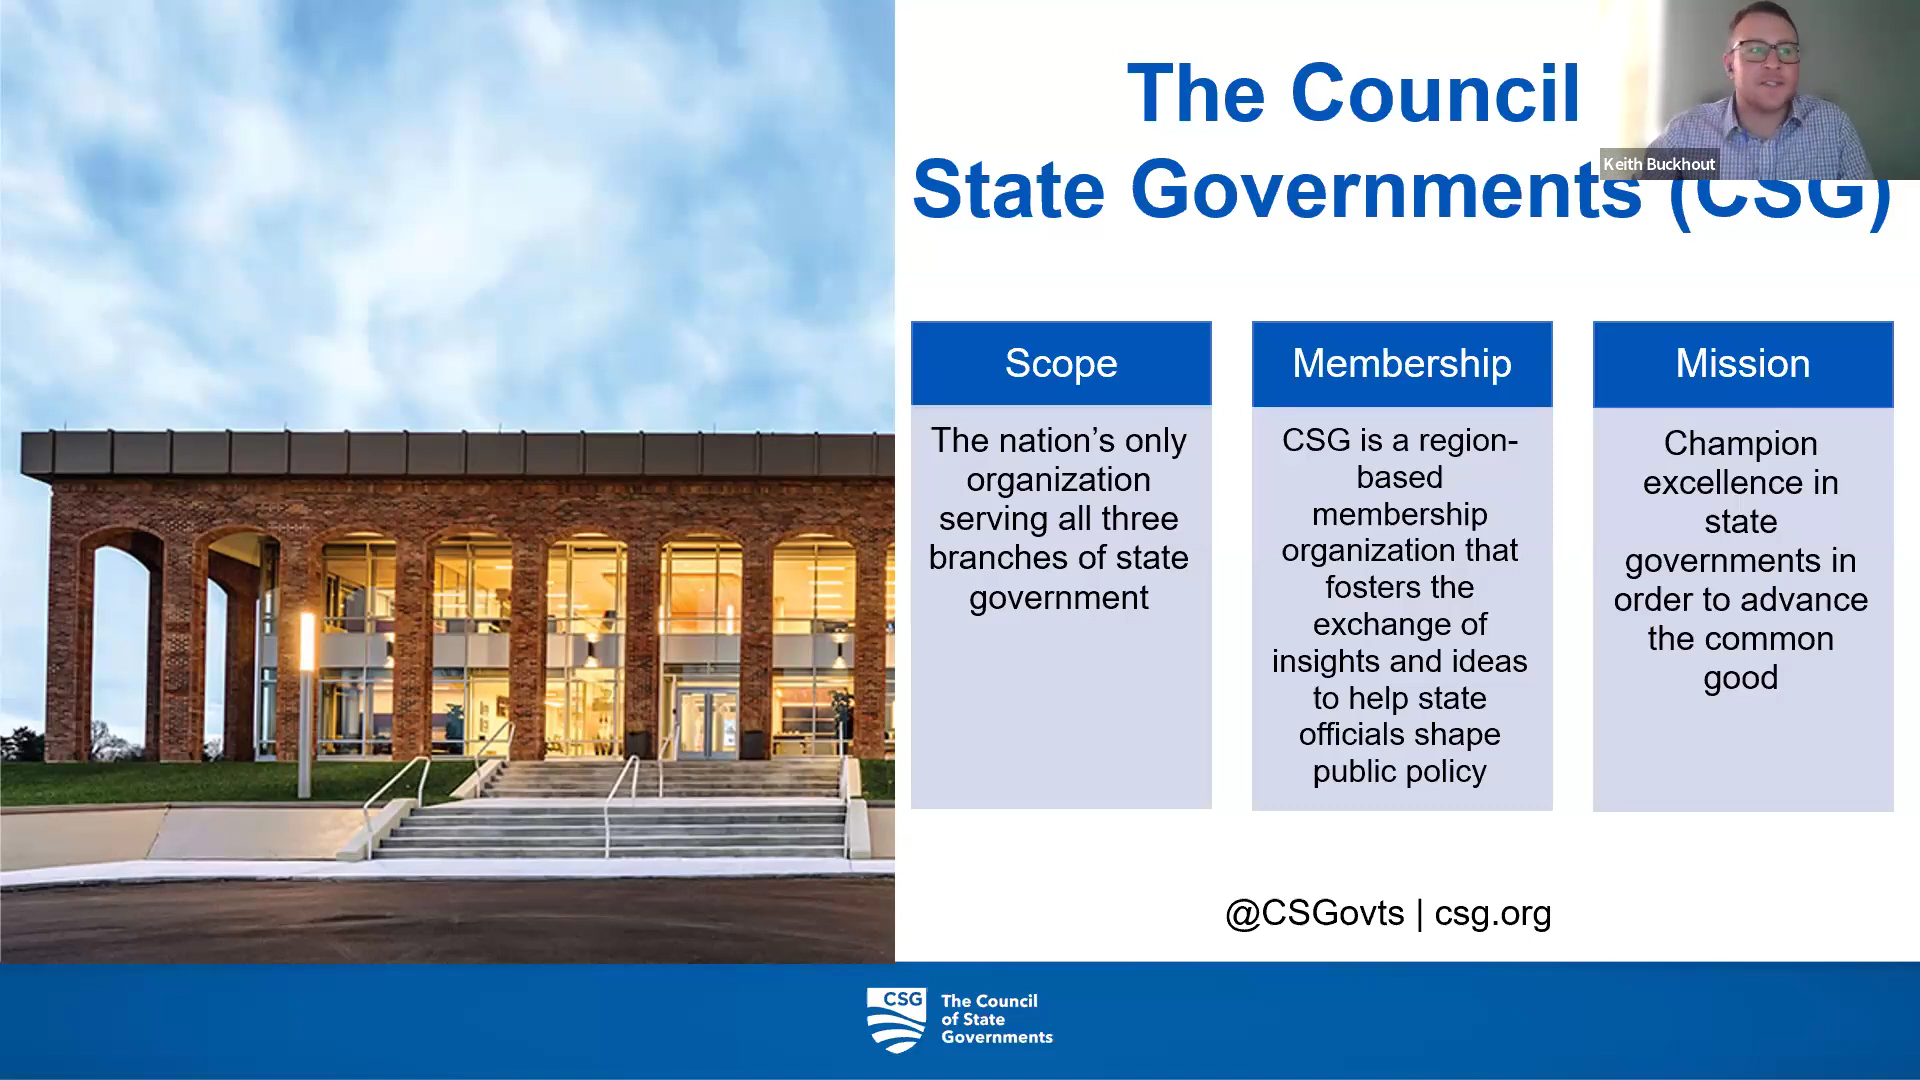 The Council
State Governments (CSG)
Keith Buckhout
Scope
The nation’s only
organization
serving all three
branches of state
government
Membership
CSG is a region-
based
membership
organization that
fosters the
exchange of
insights and ideas
to help state
officials shape
public policy
Mission
Champion
excellence in
state
governments in
order to advance
the common
good
@CSGovts | csg.org
CSG
The Council
of State
Governments